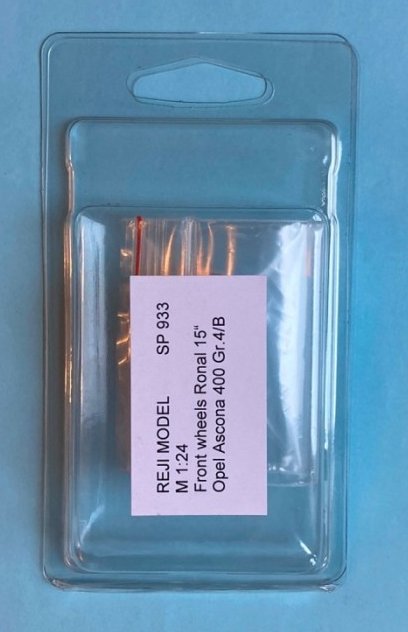 REJI MODEL SP 933
M 1:24
Front wheels Ronal 15“
Opel Ascona 400 Gr.4/B